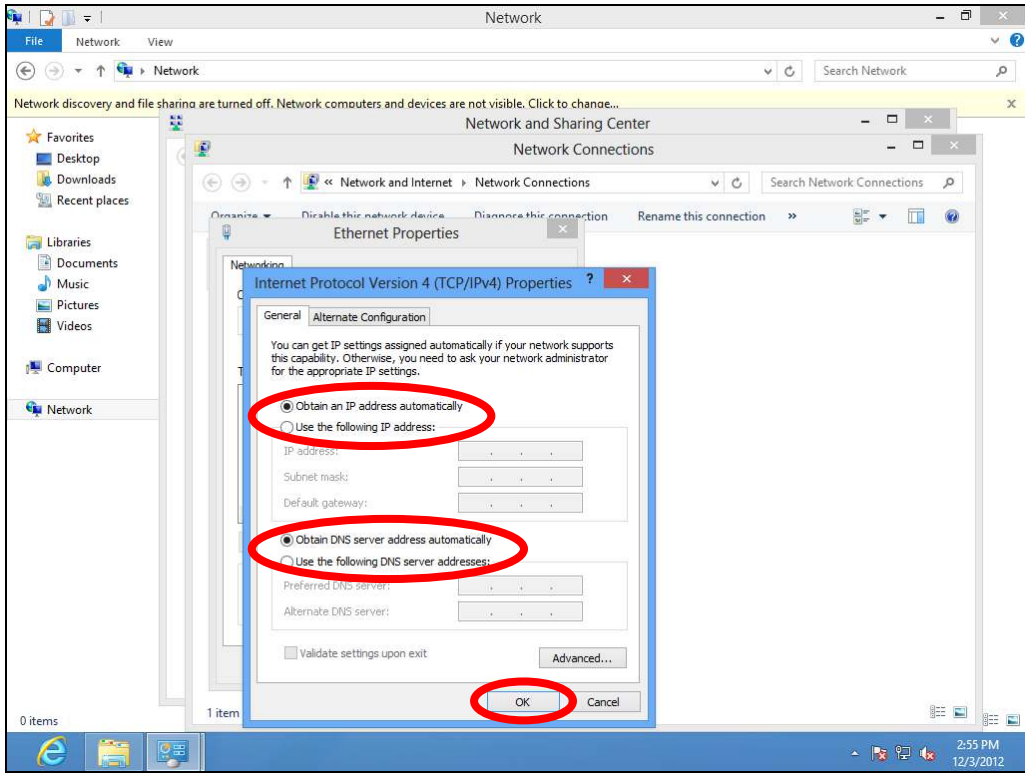 Network
File Network View
Network
Search Network
Network discovery and file sharing are turned off. Network computers and devices are not visible. Click to change...
Favorites
Desktop
Downloads
Recent places
Libraries
Documents
Music
Pictures
Videos
Computer
Network
0 items
Network and Sharing Center
Network Connections
« Network and Internet Network Connections
Search Network Connections
Organize Disable this network device Diagnose this connection Rename this connection »
Ethernet Properties
Networking
Internet Protocol Version 4 (TCP/IPv4) Properties ?
General Alternate Configuration
You can get IP settings assigned automatically if your network supports
this capability. Otherwise, you need to ask your network administrator
for the appropriate IP settings.
Obtain an IP address automatically
Use the following IP address:
IP address:
Subnet mask:
Default gateway:
Obtain DNS server address automatically
Use the following DNS server addresses:
Preferred DNS server:
Alternate DNS server:
Validate settings upon exit
Advanced...
OK Cancel
1 item
2:55 PM
12/3/2012